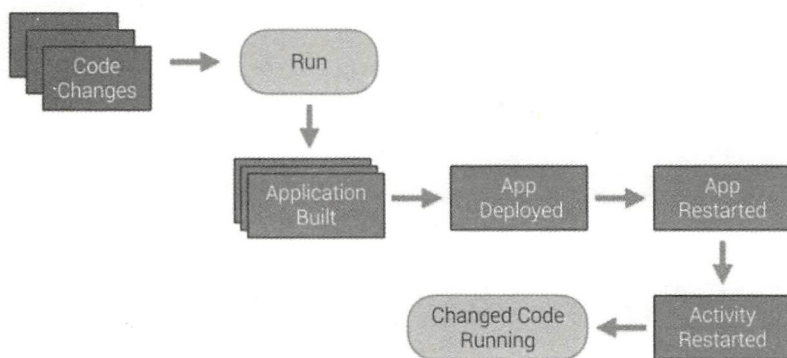 Code
Changes
Run
Application
Built
App
Deployed
App
Restarted
Activity
Restarted
Changed Code
Running